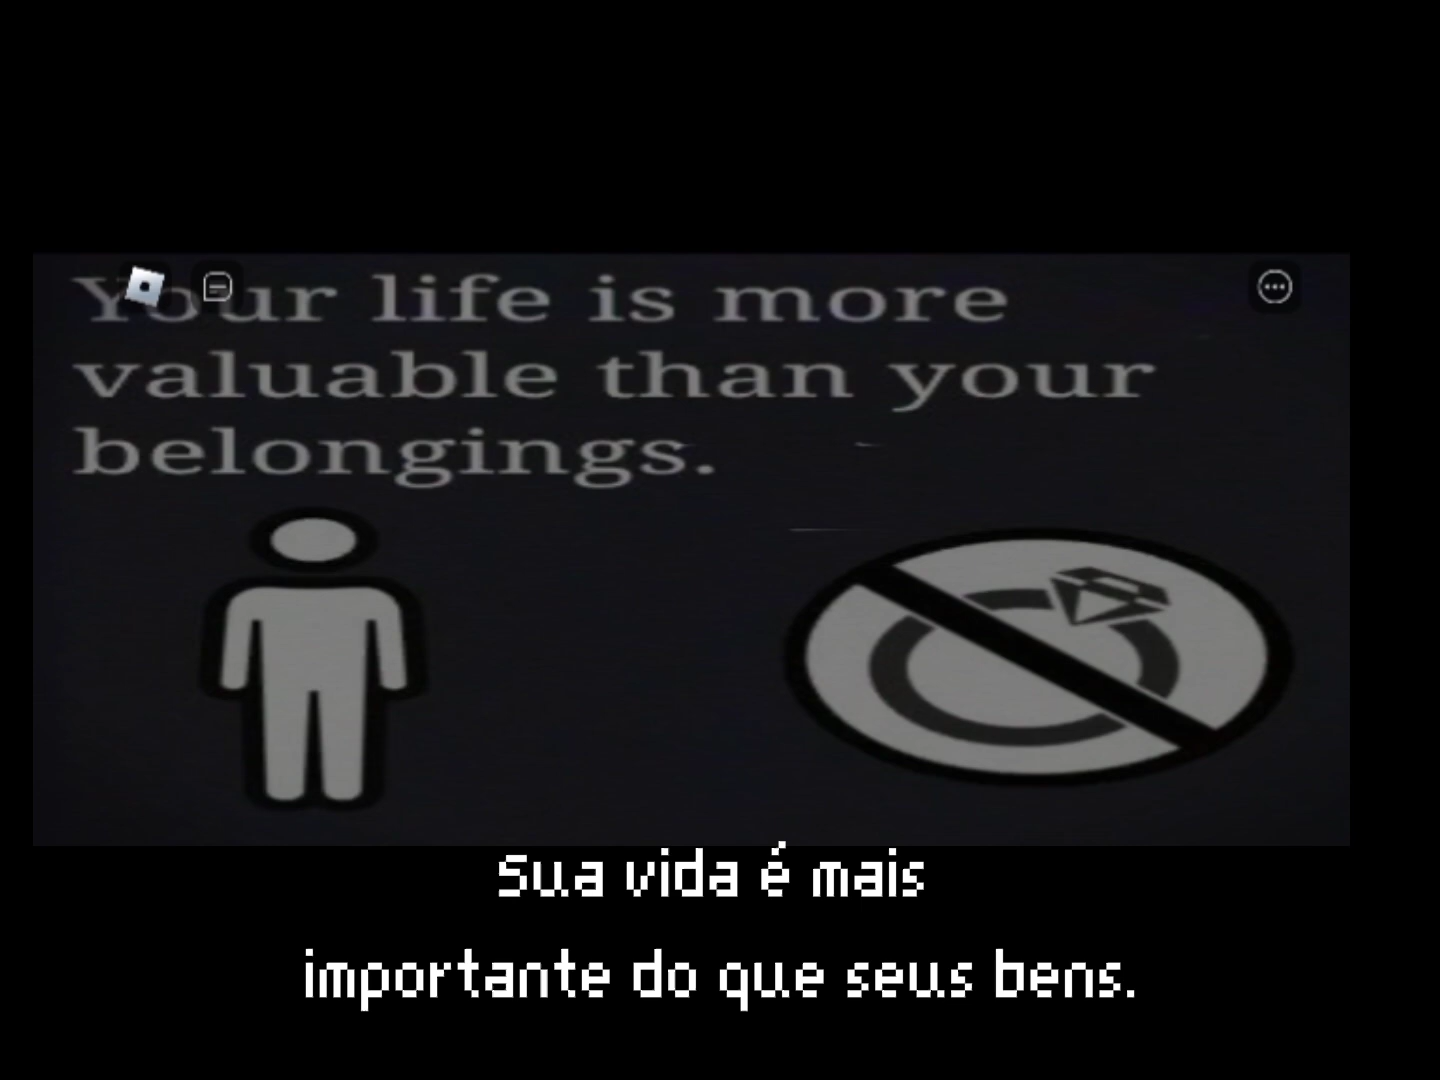 Your life is more
valuable than your
belongings.
Sua vida é mais
importante do que seus bens.